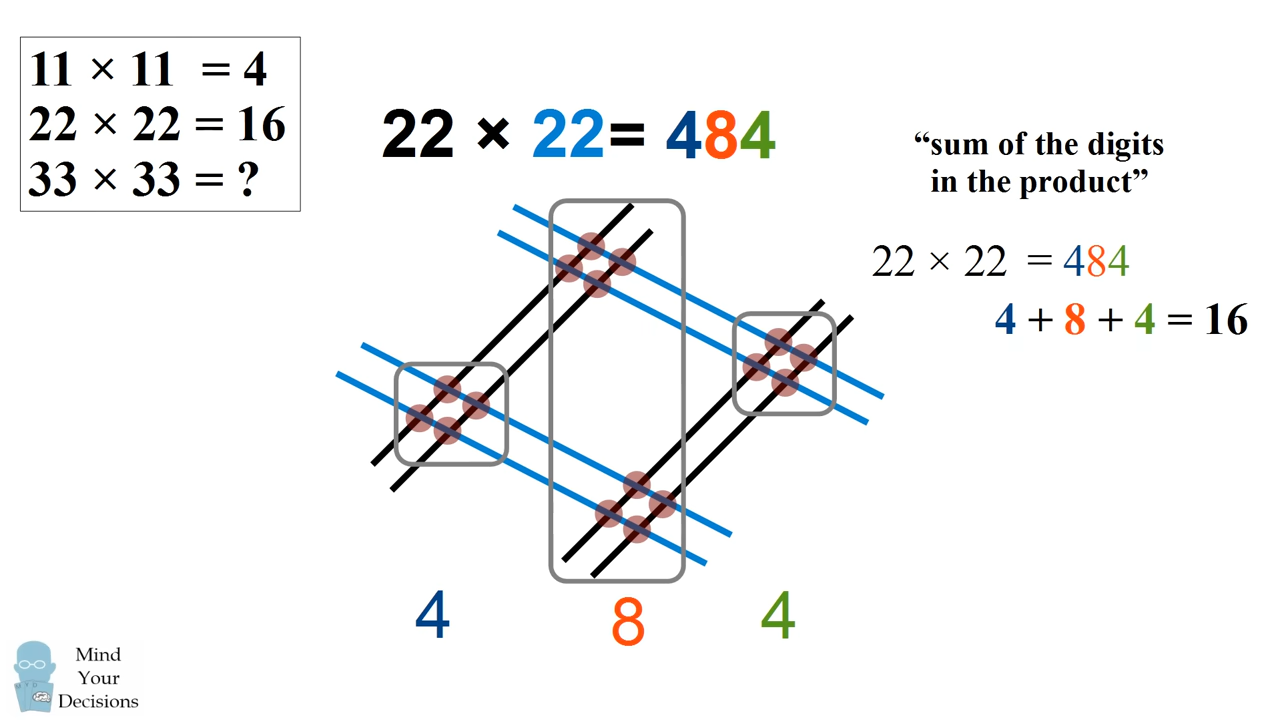 11 × 11 = 4
22 × 22 = 16
33 × 33 = ?
22 × 22= 484
“sum of the digits
in the product”
22 × 22 = 484
4 + 8 + 4 = 16
4 8 4
Mind
Your
Decisions